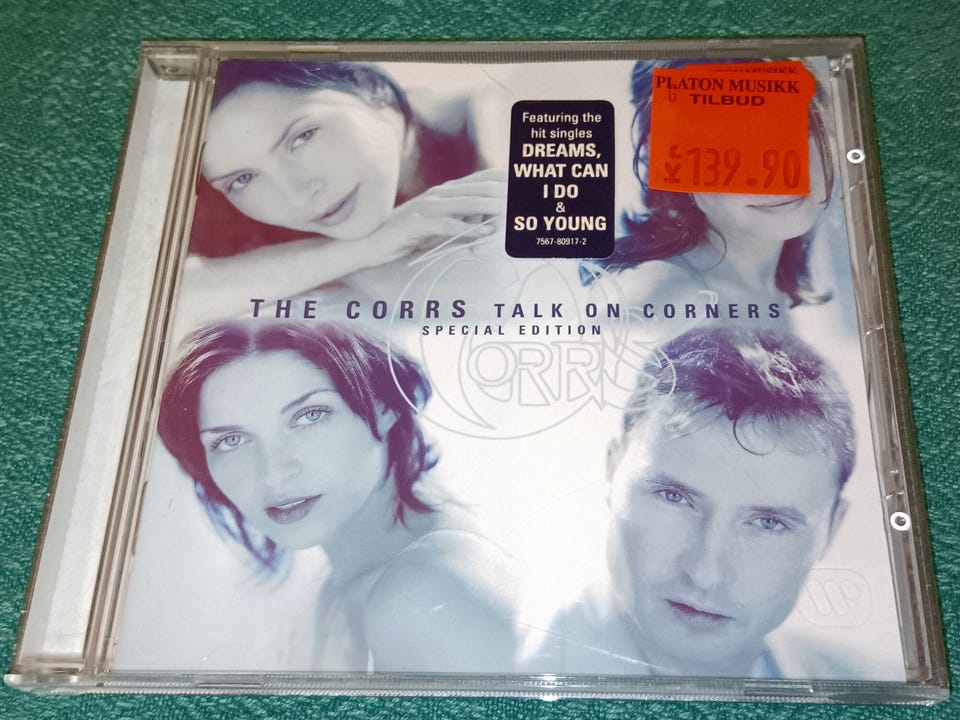 PLATON MUSIKK
TILBUD
139.90
Featuring the
hit singles
DREAMS,
WHAT CAN
I DO
&
SO YOUNG
7567-80917-2
THE CORRS TALK ON CORNERS
SPECIAL EDITION
CORRS